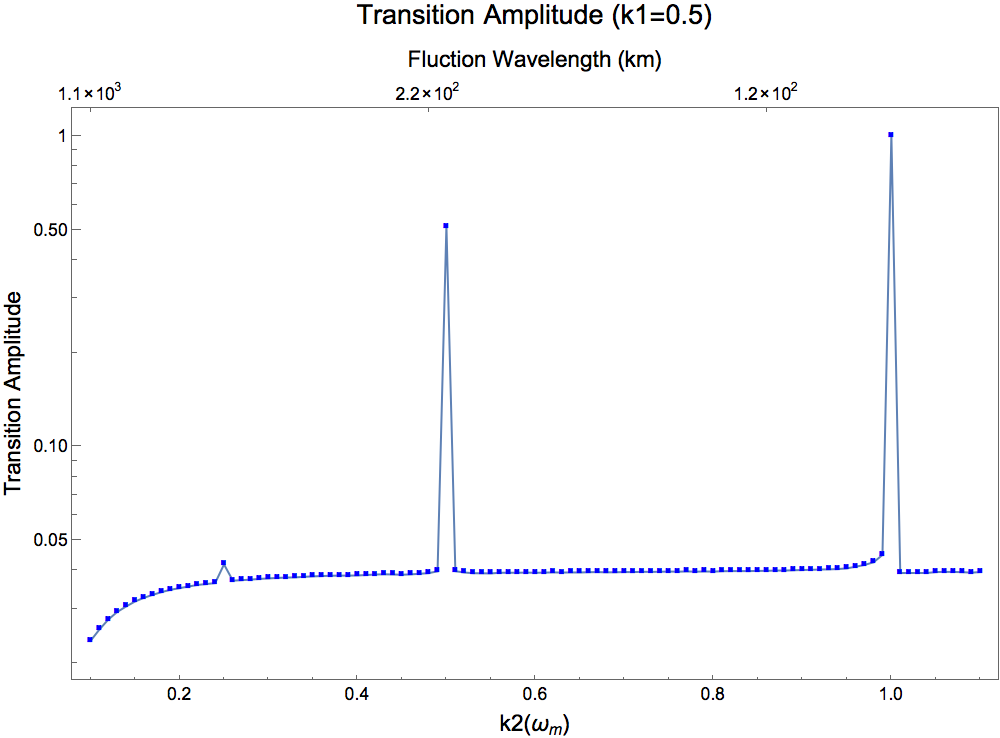 Transition Amplitude (k1=0.5)
Fluction Wavelength (km)
1.1×10³ 2.2×10² 1.2×10²
1
0.50
0.10
0.05
Transition Amplitude
0.2 0.4 0.6 0.8 1.0
k2(ωₘ)